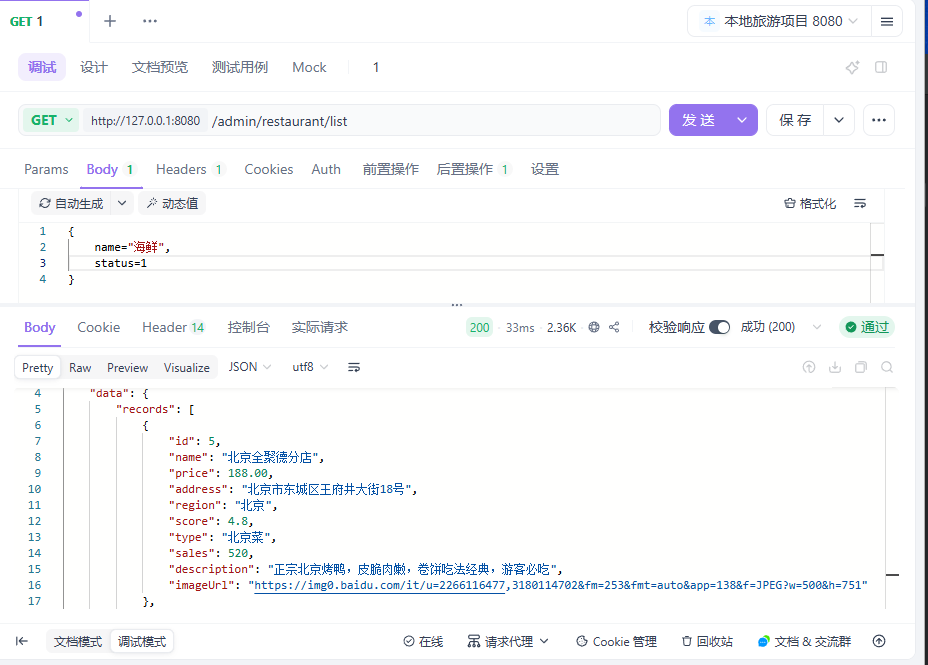 GET 1
本 本地旅游项目 8080
调试 设计 文档预览 测试用例 Mock 1
GET http://127.0.0.1:8080 /admin/restaurant/list 发 送 保 存
Params Body 1 Headers 1 Cookies Auth 前置操作 后置操作 1 设置
自动生成 动态值 格式化
1 {
2 name="海鲜",
3 status=1
4 }
Body Cookie Header 14 控制台 实际请求 200 33ms 2.36K 校验响应 成功 (200) 通过
Pretty Raw Preview Visualize JSON utf8
4 "data": {
5 "records": [
6 {
7 "id": 5,
8 "name": "北京全聚德分店",
9 "price": 188.00,
10 "address": "北京市东城区王府井大街18号",
11 "region": "北京",
12 "score": 4.8,
13 "type": "北京菜",
14 "sales": 520,
15 "description": "正宗北京烤鸭，皮脆肉嫩，卷饼吃法经典，游客必吃",
16 "imageUrl": "https://img0.baidu.com/it/u=2266116477,3180114702&fm=253&fmt=auto&app=138&f=JPEG?w=500&h=751"
17 },
文档模式 调试模式 在线 请求代理 Cookie 管理 回收站 文档 & 交流群